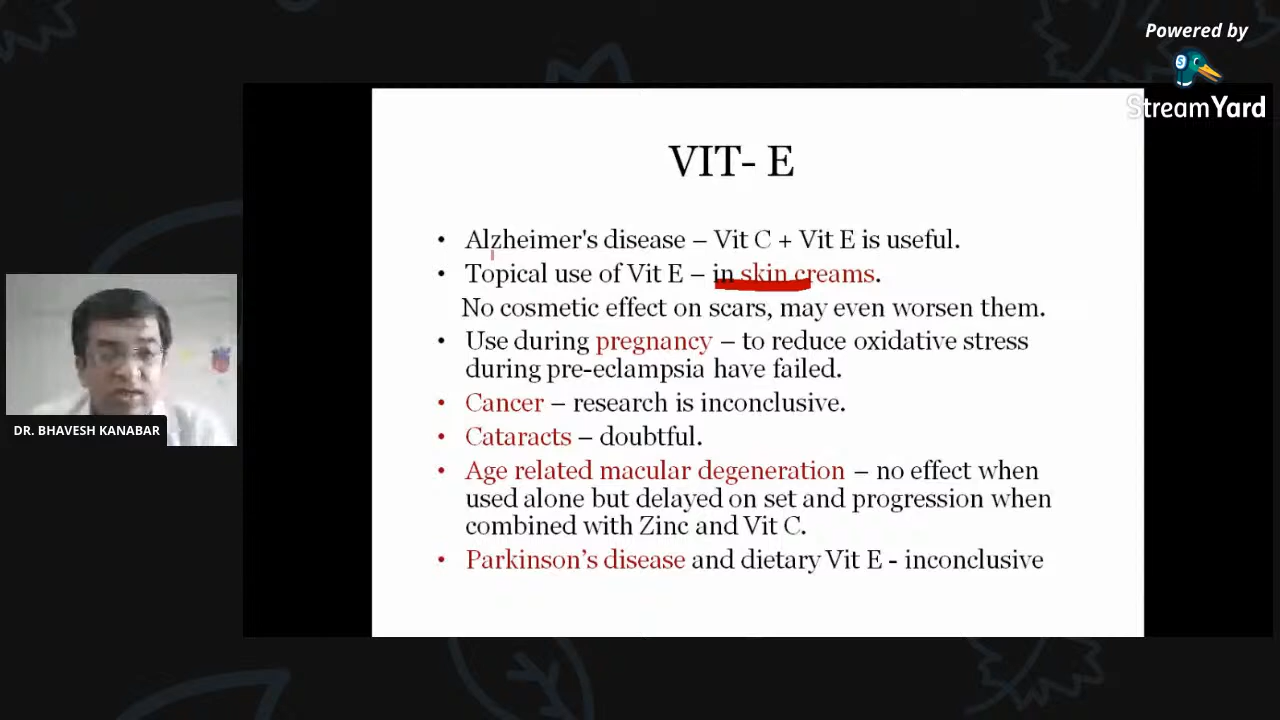 Powered by
StreamYard
VIT- E
• Alzheimer's disease – Vit C + Vit E is useful.
• Topical use of Vit E – in skin creams.
No cosmetic effect on scars, may even worsen them.
• Use during pregnancy – to reduce oxidative stress
during pre-eclampsia have failed.
• Cancer – research is inconclusive.
• Cataracts – doubtful.
• Age related macular degeneration – no effect when
used alone but delayed on set and progression when
combined with Zinc and Vit C.
• Parkinson’s disease and dietary Vit E - inconclusive
DR. BHAVESH KANABAR